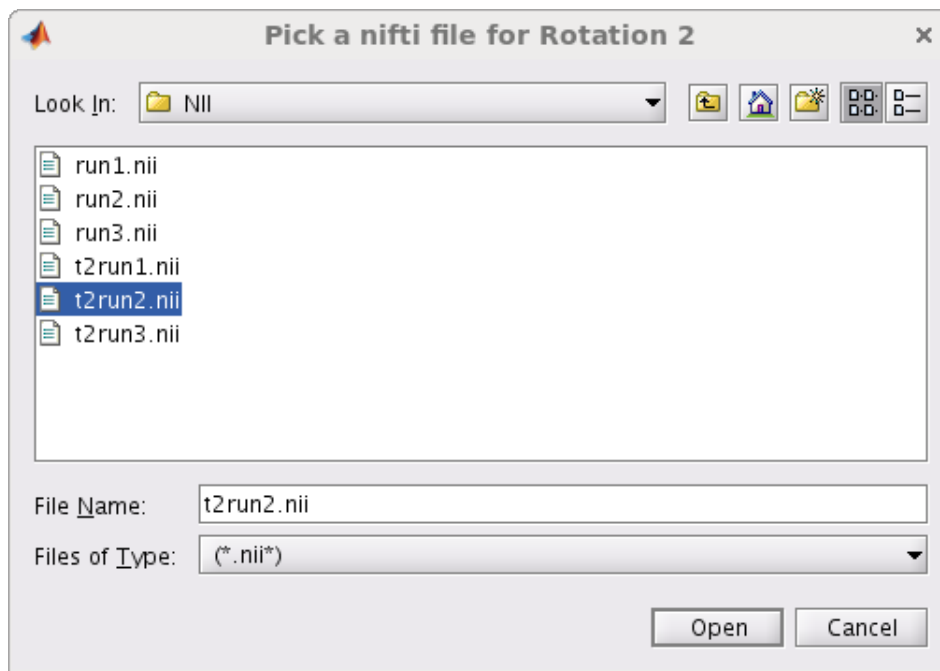 Pick a nifti file for Rotation 2
Look In: NII
run1.nii
run2.nii
run3.nii
t2run1.nii
t2run2.nii
t2run3.nii
File Name: t2run2.nii
Files of Type: (*.nii*)
Open Cancel